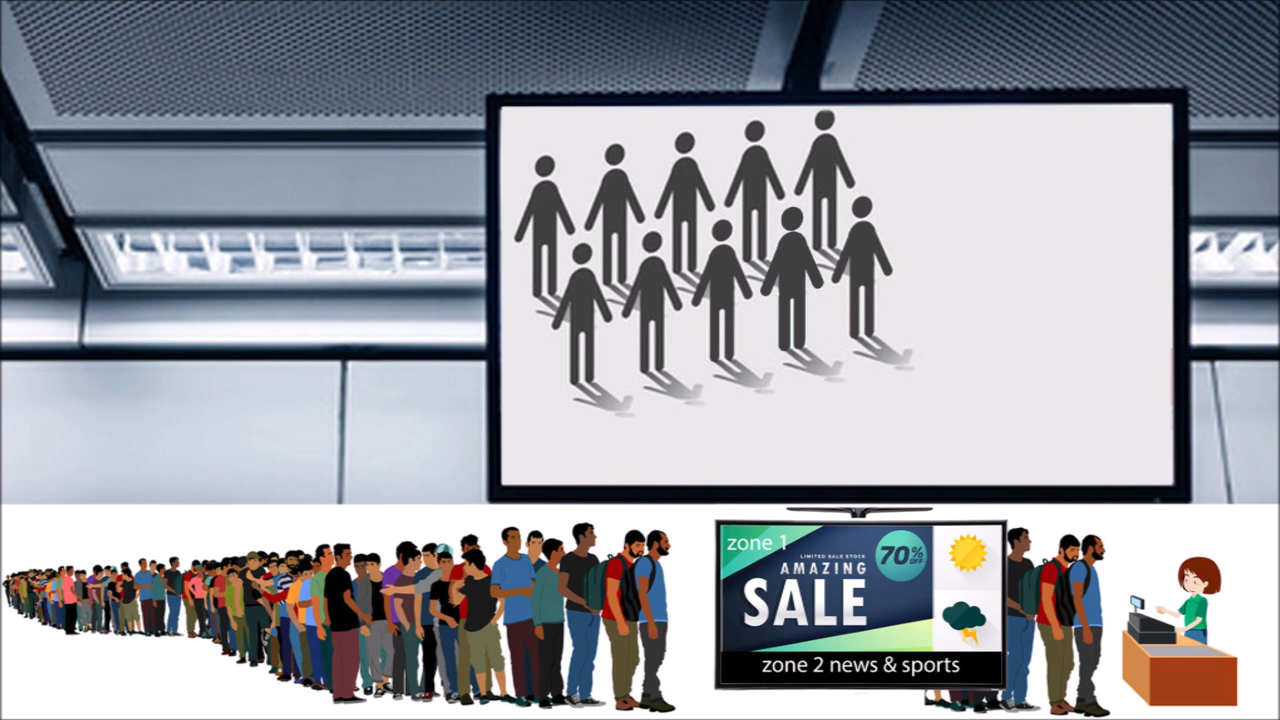 zone 1
LIMITED SALE STOCK
70% OFF
AMAZING
SALE
zone 2 news & sports